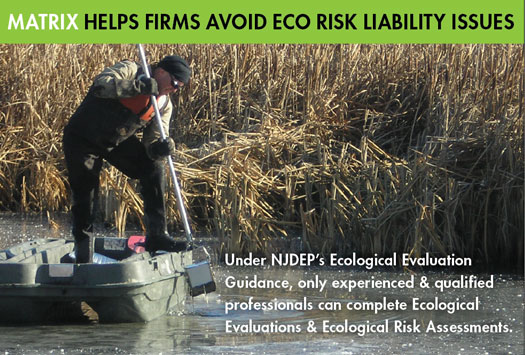 MATRIX HELPS FIRMS AVOID ECO RISK LIABILITY ISSUES
Under NJDEP's Ecological Evaluation
Guidance, only experienced & qualified
professionals can complete Ecological
Evaluations & Ecological Risk Assessments.